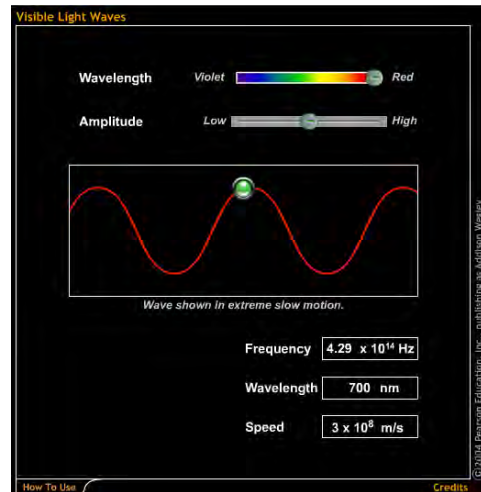 Visible Light Waves
Wavelength Violet Red
Amplitude Low High
Wave shown in extreme slow motion.
Frequency 4.29 x 10¹⁴ Hz
Wavelength 700 nm
Speed 3 x 10⁸ m/s
How To Use Credits
© 2004 Pearson Education, Inc., publishing as Addison Wesley